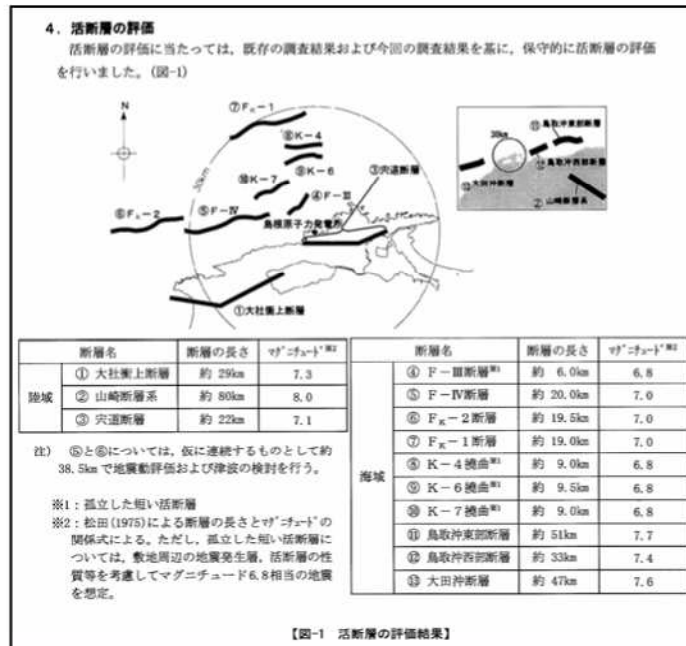 4．活断層の評価
活断層の評価に当たっては，既存の調査結果および今回の調査結果を基に，保守的に活断層の評価
を行いました。(図-1)
N
30km
⑦Fₖ－1
⑧K－4
⑨K－6
⑩K－7
④F－Ⅲ
③宍道断層
⑥Fₖ－2
⑤F－Ⅳ
島根原子力発電所
①大社衝上断層
30km
⑪鳥取沖東部断層
⑫鳥取沖西部断層
⑬大田沖断層
②山崎断層系
断層名 断層の長さ ﾏｸﾞﾆﾁｭｰﾄﾞ※2
陸域
① 大社衝上断層 約 29km 7.3
② 山崎断層系 約 80km 8.0
③ 宍道断層 約 22km 7.1
注) ⑤と⑥については，仮に連続するものとして約
38.5kmで地震動評価および津波の検討を行う。
※1：孤立した短い活断層
※2：松田(1975)による断層の長さとﾏｸﾞﾆﾁｭｰﾄﾞの
関係式による。ただし，孤立した短い活断層に
ついては，敷地周辺の地震発生層，活断層の性
質等を考慮してマグニチュード6.8相当の地震
を想定。
断層名 断層の長さ ﾏｸﾞﾆﾁｭｰﾄﾞ※2
海域
④ F－Ⅲ断層※1 約 6.0km 6.8
⑤ F－Ⅳ断層 約 20.0km 7.0
⑥ Fₖ－2断層 約 19.5km 7.0
⑦ Fₖ－1断層 約 19.0km 7.0
⑧ K－4撓曲※1 約 9.0km 6.8
⑨ K－6撓曲※1 約 9.5km 6.8
⑩ K－7撓曲※1 約 9.0km 6.8
⑪ 鳥取沖東部断層 約 51km 7.7
⑫ 鳥取沖西部断層 約 33km 7.4
⑬ 大田沖断層 約 47km 7.6
【図-1 活断層の評価結果】